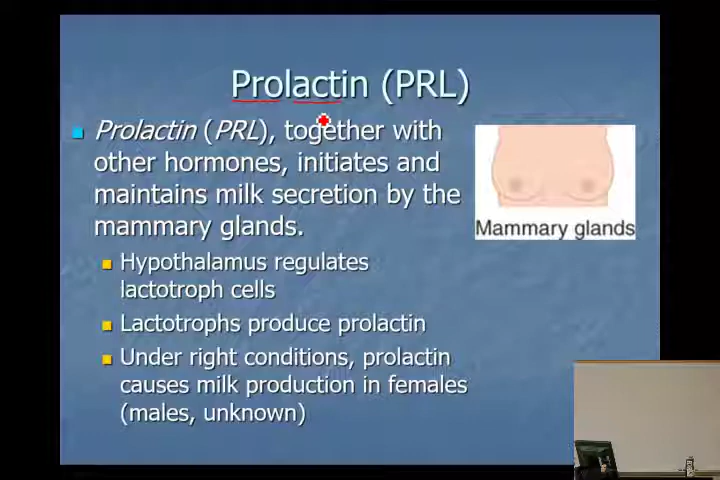 Prolactin (PRL)
Prolactin (PRL), together with
other hormones, initiates and
maintains milk secretion by the
mammary glands.
Mammary glands
Hypothalamus regulates
lactotroph cells
Lactotrophs produce prolactin
Under right conditions, prolactin
causes milk production in females
(males, unknown)